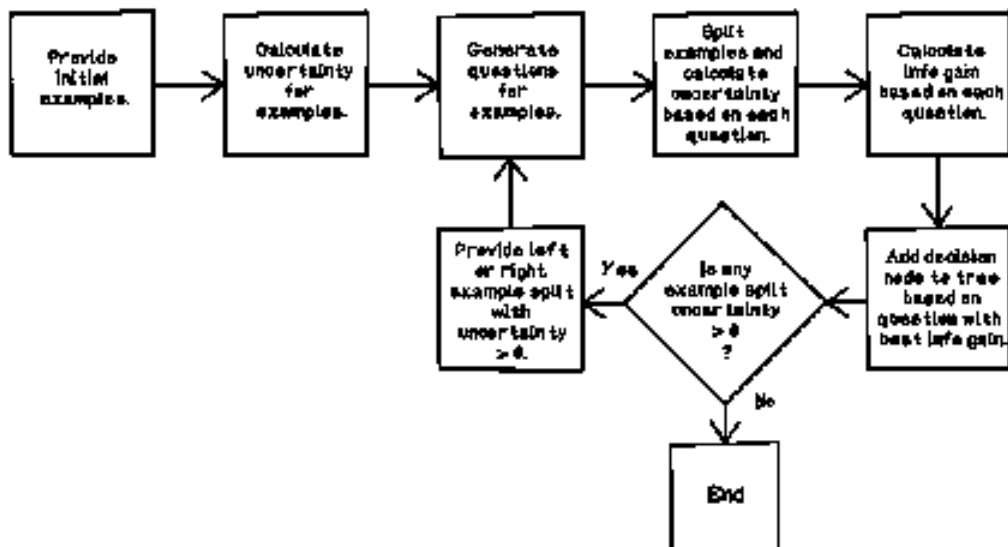 Provide
initial
examples.
Calculate
uncertainty
for
examples.
Generate
questions
for
examples.
Split
examples and
calculate
uncertainty
based on each
question.
Calculate
info gain
based on each
question.
Provide left
or right
example split
with
uncertainty
> 0.
Yes
Is any
example split
uncertainty
> 0
?
Add decision
node to tree
based on
question with
best info gain.
No
End